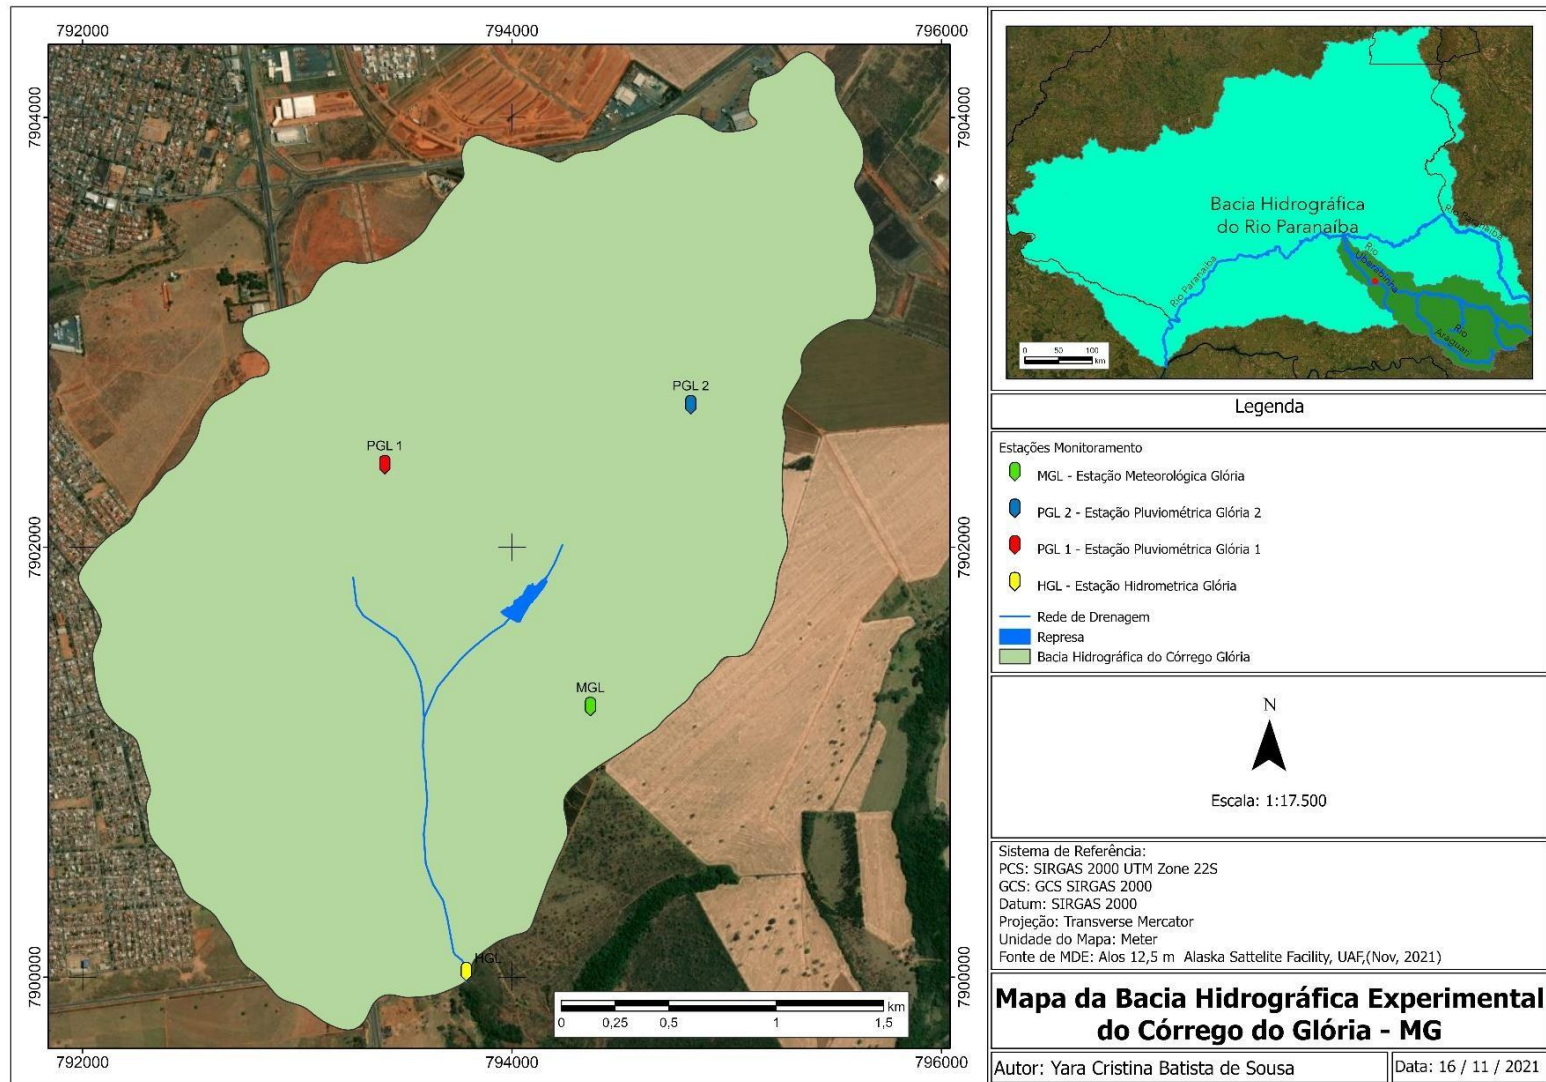 792000
794000
796000
7904000
7904000
PGL 2
PGL 1
7902000
7902000
MGL
HGL
7900000
7900000
km
0
0,25
0,5
1
1,5
792000
794000
796000
Bacia Hidrográfica
do Rio Paranaíba
Rio Paranaíba
Rio Paranaíba
Rio
Uberabinha
Rio
Araguari
0 50 100
km
Legenda
Estações Monitoramento
MGL - Estação Meteorológica Glória
PGL 2 - Estação Pluviométrica Glória 2
PGL 1 - Estação Pluviométrica Glória 1
HGL - Estação Hidrometrica Glória
Rede de Drenagem
Represa
Bacia Hidrográfica do Córrego Glória
N
Escala: 1:17.500
Sistema de Referência:
PCS: SIRGAS 2000 UTM Zone 22S
GCS: GCS SIRGAS 2000
Datum: SIRGAS 2000
Projeção: Transverse Mercator
Unidade do Mapa: Meter
Fonte de MDE: Alos 12,5 m Alaska Sattelite Facility, UAF,(Nov, 2021)
Mapa da Bacia Hidrográfica Experimental
do Córrego do Glória - MG
Autor: Yara Cristina Batista de Sousa
Data: 16 / 11 / 2021